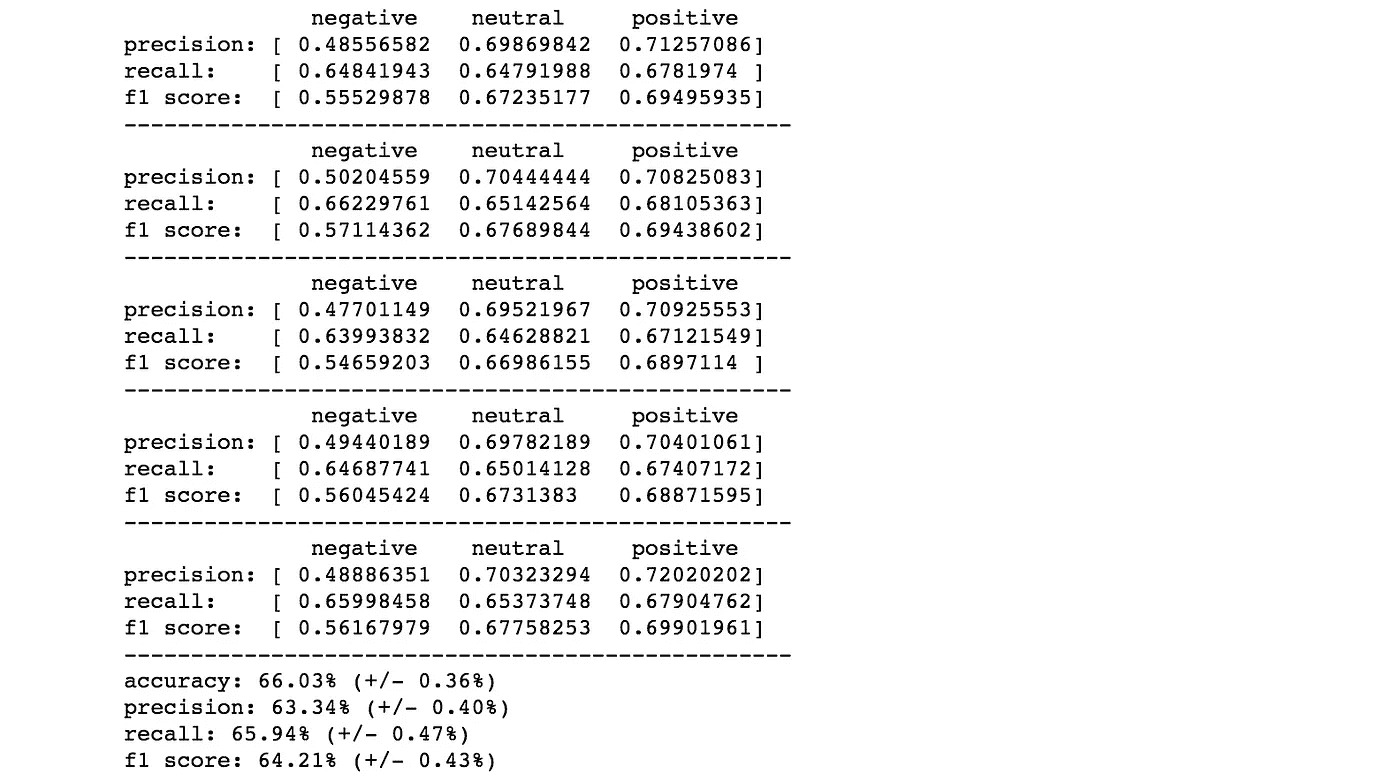 negative neutral positive
precision: [ 0.48556582 0.69869842 0.71257086]
recall: [ 0.64841943 0.64791988 0.6781974 ]
f1 score: [ 0.55529878 0.67235177 0.69495935]
--------------------------------------------------
negative neutral positive
precision: [ 0.50204559 0.70444444 0.70825083]
recall: [ 0.66229761 0.65142564 0.68105363]
f1 score: [ 0.57114362 0.67689844 0.69438602]
--------------------------------------------------
negative neutral positive
precision: [ 0.47701149 0.69521967 0.70925553]
recall: [ 0.63993832 0.64628821 0.67121549]
f1 score: [ 0.54659203 0.66986155 0.6897114 ]
--------------------------------------------------
negative neutral positive
precision: [ 0.49440189 0.69782189 0.70401061]
recall: [ 0.64687741 0.65014128 0.67407172]
f1 score: [ 0.56045424 0.6731383 0.68871595]
--------------------------------------------------
negative neutral positive
precision: [ 0.48886351 0.70323294 0.72020202]
recall: [ 0.65998458 0.65373748 0.67904762]
f1 score: [ 0.56167979 0.67758253 0.69901961]
--------------------------------------------------
accuracy: 66.03% (+/- 0.36%)
precision: 63.34% (+/- 0.40%)
recall: 65.94% (+/- 0.47%)
f1 score: 64.21% (+/- 0.43%)